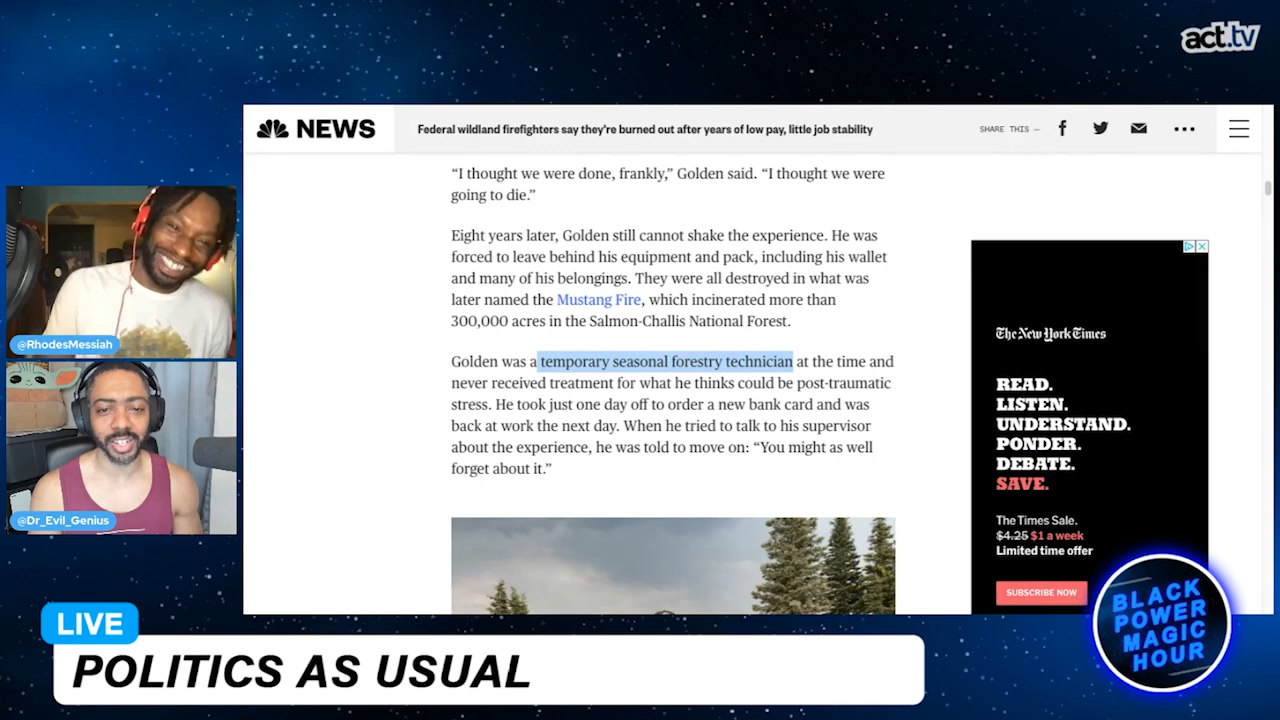 act.tv
NEWS
Federal wildland firefighters say they're burned out after years of low pay, little job stability
SHARE THIS —
“I thought we were done, frankly,” Golden said. “I thought we were
going to die.”
Eight years later, Golden still cannot shake the experience. He was
forced to leave behind his equipment and pack, including his wallet
and many of his belongings. They were all destroyed in what was
later named the Mustang Fire, which incinerated more than
300,000 acres in the Salmon-Challis National Forest.
Golden was a temporary seasonal forestry technician at the time and
never received treatment for what he thinks could be post-traumatic
stress. He took just one day off to order a new bank card and was
back at work the next day. When he tried to talk to his supervisor
about the experience, he was told to move on: “You might as well
forget about it.”
The New York Times
READ.
LISTEN.
UNDERSTAND.
PONDER.
DEBATE.
SAVE.
The Times Sale.
$4.25 $1 a week
Limited time offer
SUBSCRIBE NOW
@RhodesMessiah
@Dr_Evil_Genius
BLACK
POWER
MAGIC
HOUR
LIVE
POLITICS AS USUAL